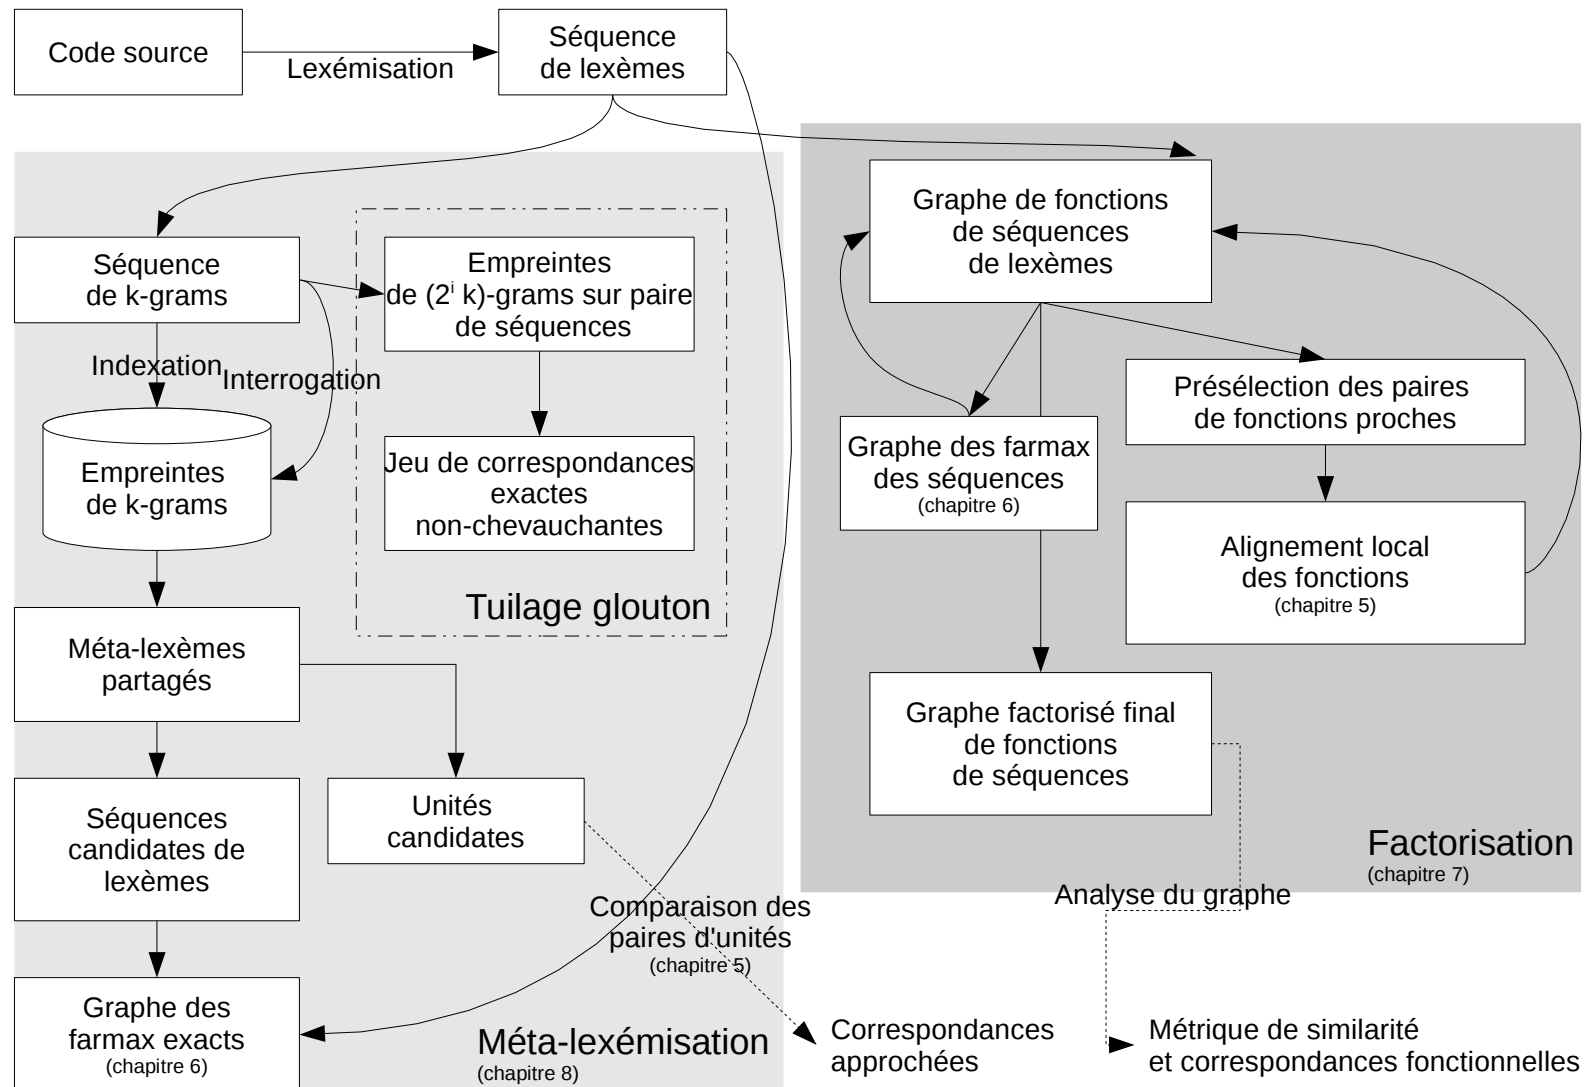 Code source
Lexémisation
Séquence
de lexèmes
Séquence
de k-grams
Indexation
Interrogation
Empreintes
de k-grams
Empreintes
de (2ⁱ k)-grams sur paire
de séquences
Jeu de correspondances
exactes
non-chevauchantes
Tuilage glouton
Méta-lexèmes
partagés
Séquences
candidates de
lexèmes
Unités
candidates
Graphe des
farmax exacts
(chapitre 6)
Méta-lexémisation
(chapitre 8)
Comparaison des
paires d'unités
(chapitre 5)
Correspondances
approchées
Graphe de fonctions
de séquences
de lexèmes
Graphe des farmax
des séquences
(chapitre 6)
Présélection des paires
de fonctions proches
Alignement local
des fonctions
(chapitre 5)
Graphe factorisé final
de fonctions
de séquences
Factorisation
(chapitre 7)
Analyse du graphe
Métrique de similarité
et correspondances fonctionnelles